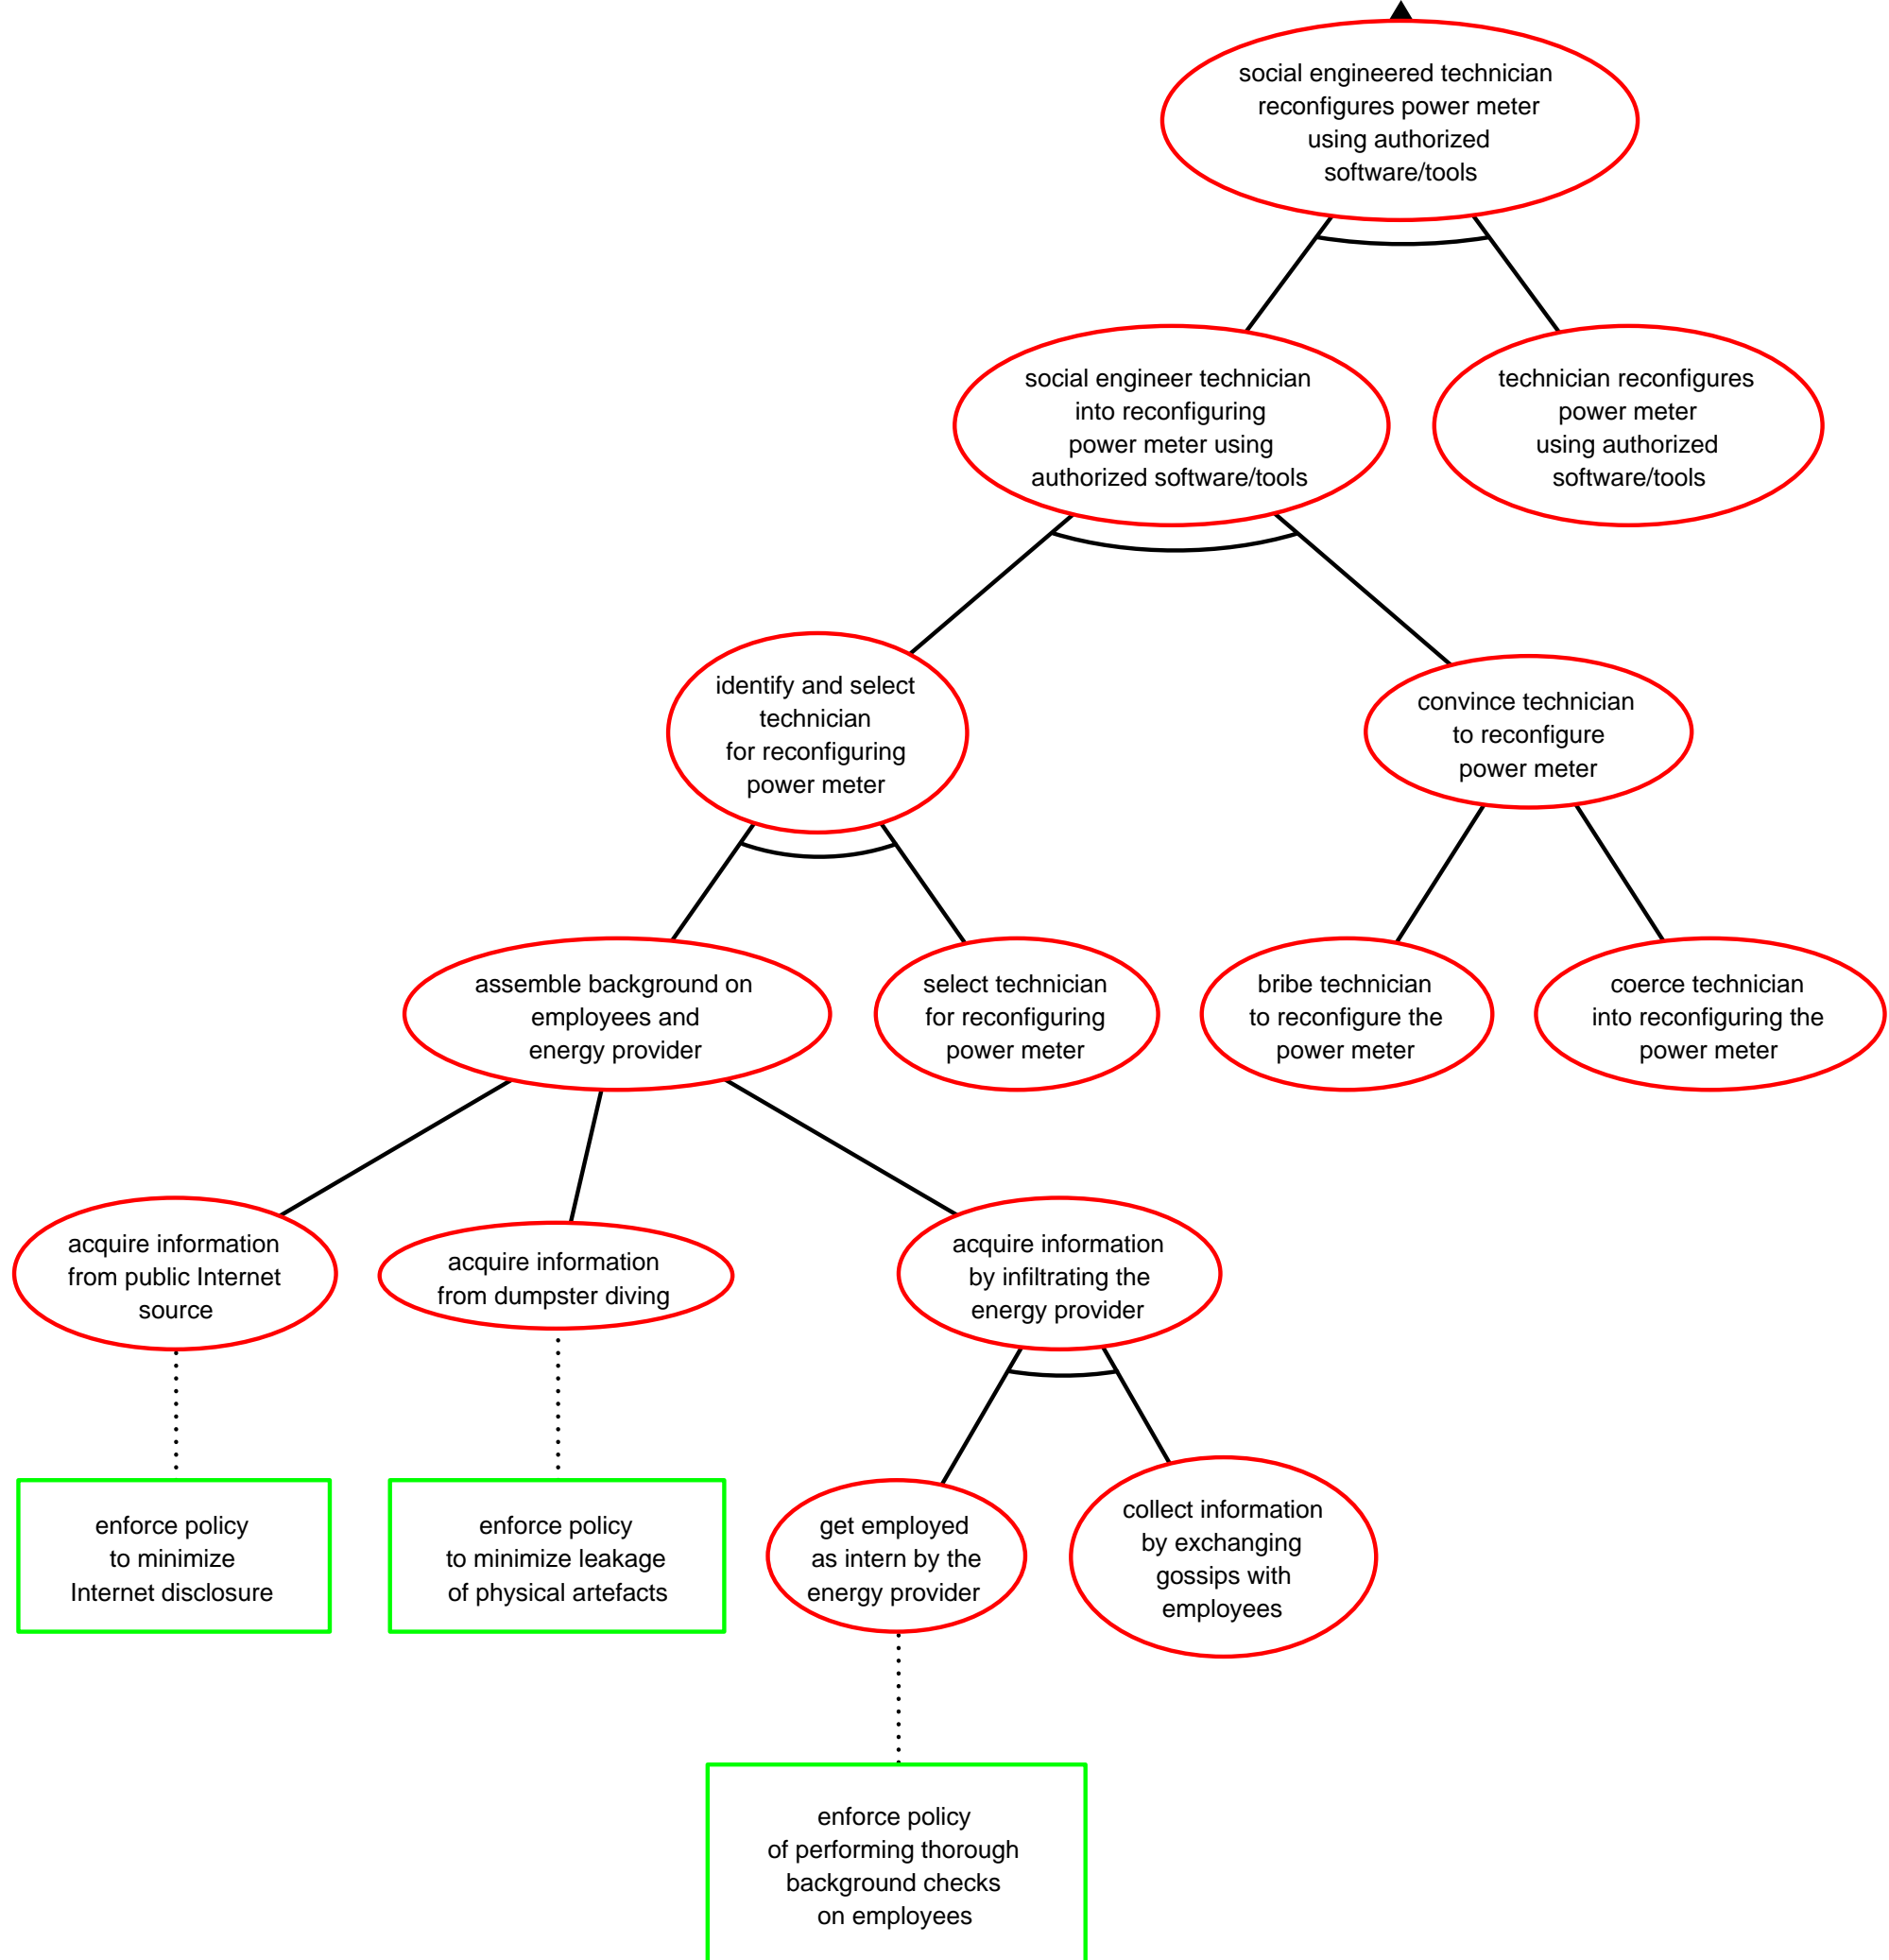 social engineered technician
reconfigures power meter
using authorized
software/tools
social engineer technician
into reconfiguring
power meter using
authorized software/tools
technician reconfigures
power meter
using authorized
software/tools
identify and select
technician
for reconfiguring
power meter
convince technician
to reconfigure
power meter
assemble background on
employees and
energy provider
select technician
for reconfiguring
power meter
bribe technician
to reconfigure the
power meter
coerce technician
into reconfiguring the
power meter
acquire information
from public Internet
source
acquire information
from dumpster diving
acquire information
by infiltrating the
energy provider
enforce policy
to minimize
Internet disclosure
enforce policy
to minimize leakage
of physical artefacts
get employed
as intern by the
energy provider
collect information
by exchanging
gossips with
employees
enforce policy
of performing thorough
background checks
on employees